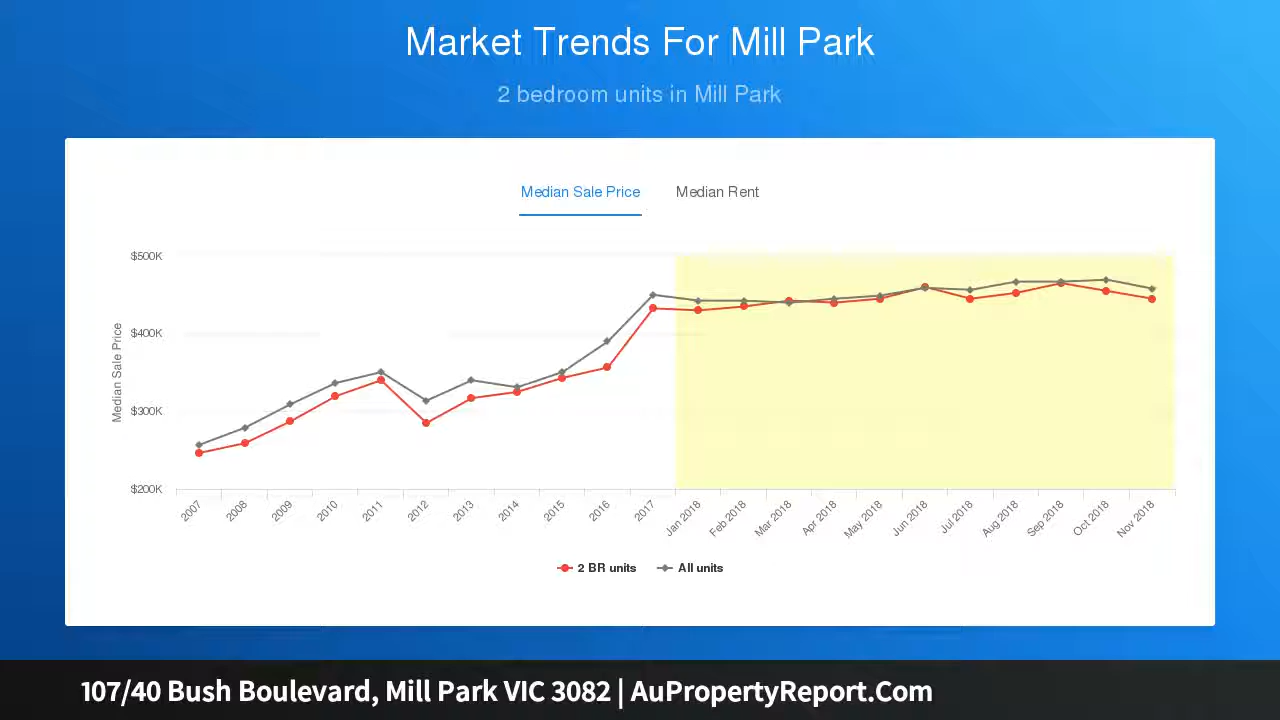 Market Trends For Mill Park
2 bedroom units in Mill Park
Median Sale Price Median Rent
$500K
$400K
$300K
$200K
Median Sale Price
2007 2008 2009 2010 2011 2012 2013 2014 2015 2016 2017 Jan 2018 Feb 2018 Mar 2018 Apr 2018 May 2018 Jun 2018 Jul 2018 Aug 2018 Sep 2018 Oct 2018 Nov 2018
2 BR units All units
107/40 Bush Boulevard, Mill Park VIC 3082 | AuPropertyReport.Com